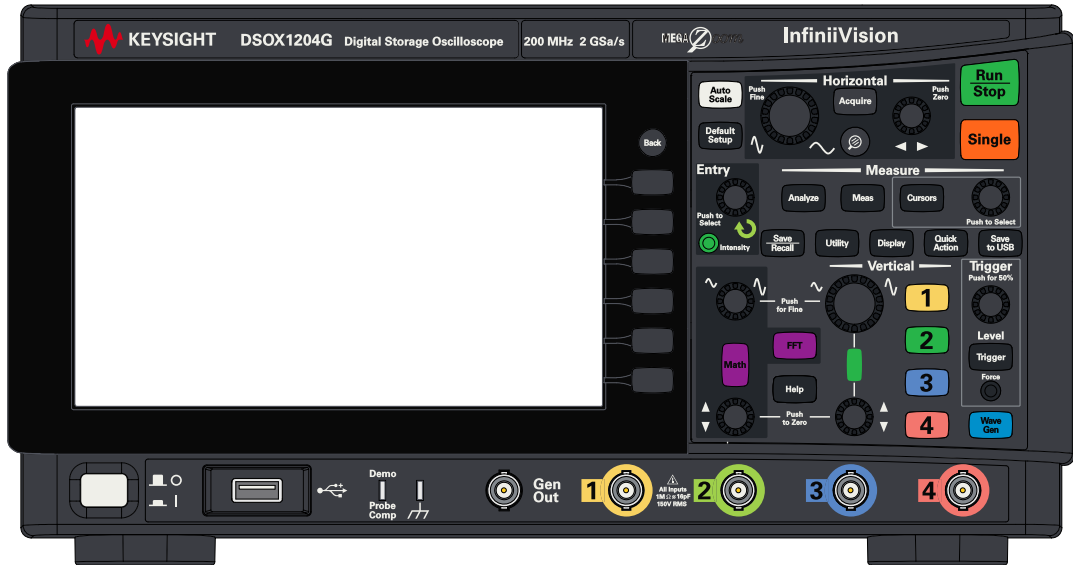 KEYSIGHT DSOX1204G Digital Storage Oscilloscope 200 MHz 2 GSa/s MEGA Zoom InfiniiVision
Auto
Scale
Default
Setup
Horizontal
Push
Fine
Acquire
Push
Zero
Run
Stop
Single
Back
Entry
Push to
Select
Intensity
Measure
Analyze
Meas
Cursors
Push to Select
Save
Recall
Utility
Display
Quick
Action
Save
to USB
Vertical
Push
for Fine
FFT
Math
Help
Push
to Zero
1
2
3
4
Trigger
Push for 50%
Level
Trigger
Force
Wave
Gen
Demo
Probe
Comp
Gen
Out
1
All Inputs
1MΩ≅16pF
150V RMS
2
3
4